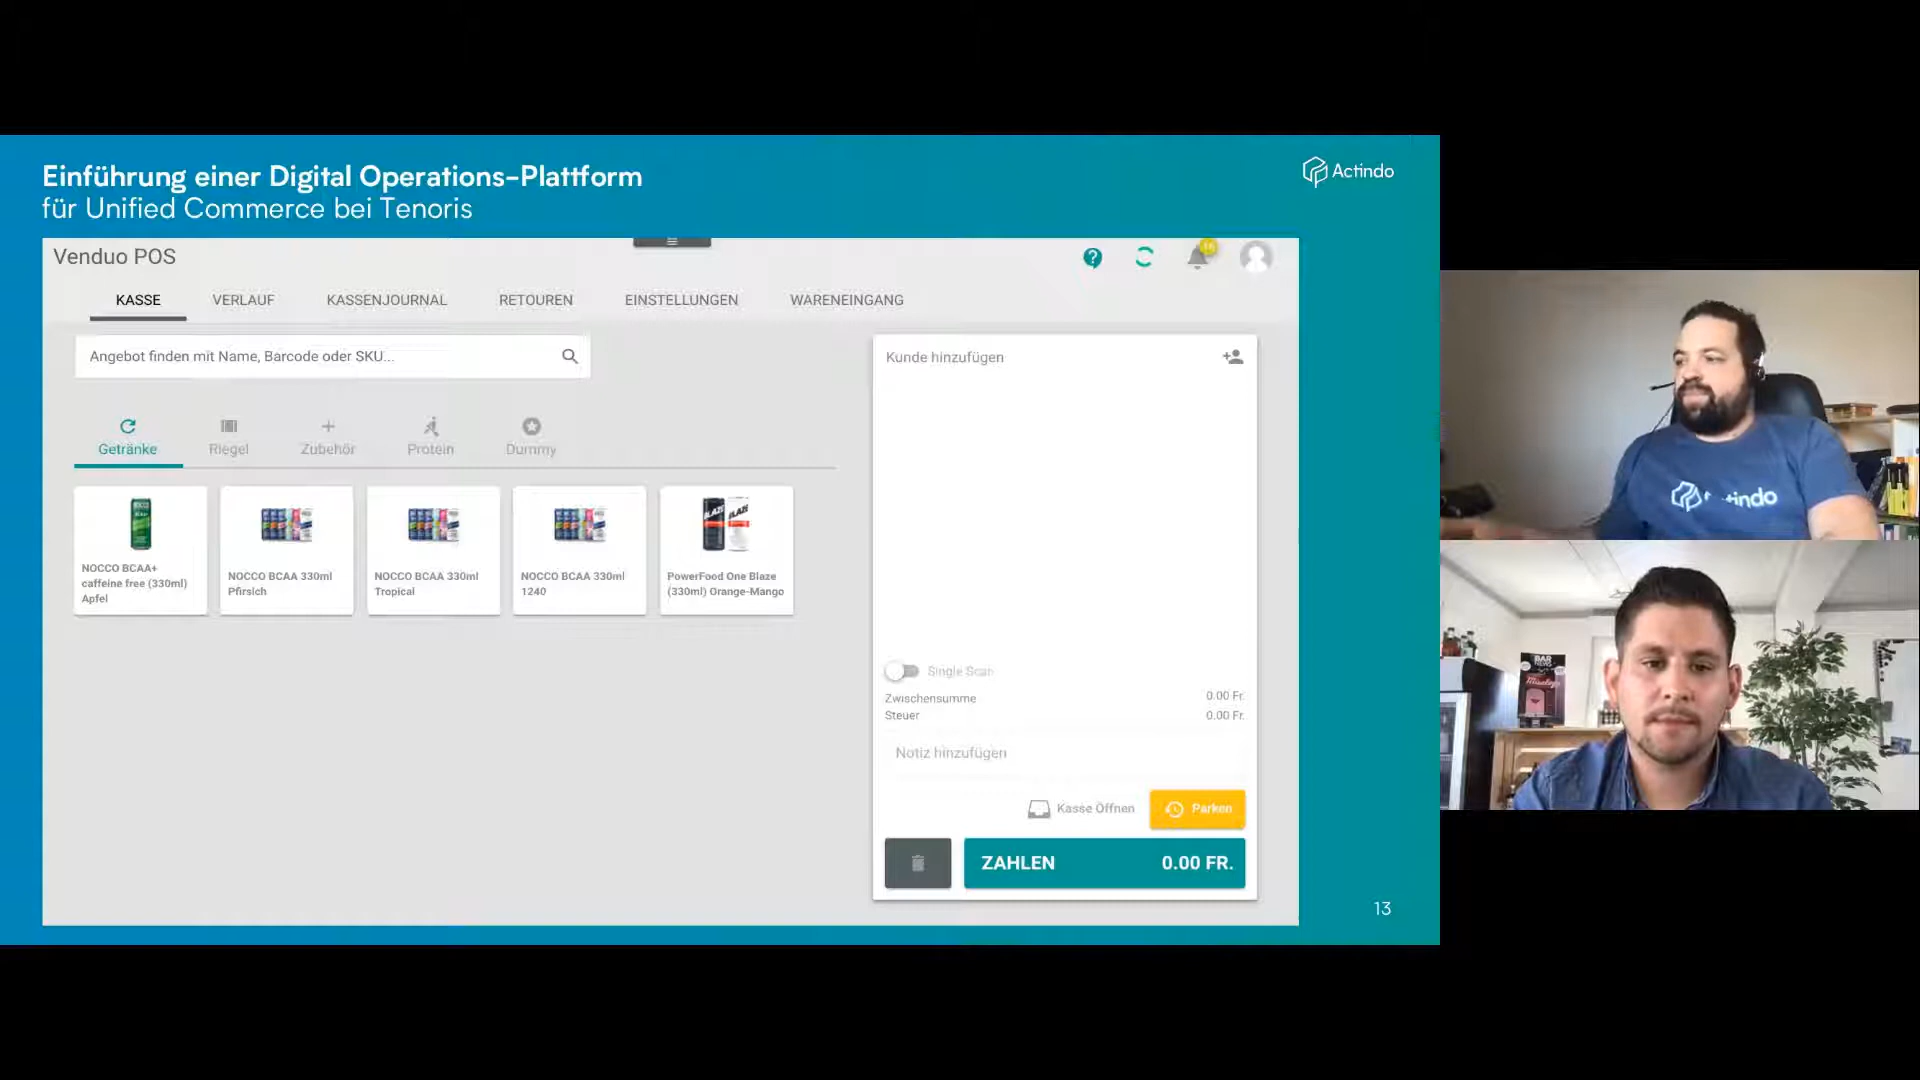 Einführung einer Digital Operations-Plattform
für Unified Commerce bei Tenoris
Actindo
Venduo POS
KASSE
VERLAUF
KASSENJOURNAL
RETOUREN
EINSTELLUNGEN
WARENEINGANG
Angebot finden mit Name, Barcode oder SKU...
Getränke
Riegel
Zubehör
Protein
Dummy
NOCCO BCAA+
caffeine free (330ml)
Apfel
NOCCO BCAA 330ml
Pfirsich
NOCCO BCAA 330ml
Tropical
NOCCO BCAA 330ml
1240
BLAZE
BLAZE
PowerFood One Blaze
(330ml) Orange-Mango
Kunde hinzufügen
Single Scan
Zwischensumme 0.00 Fr.
Steuer 0.00 Fr.
Notiz hinzufügen
Kasse Öffnen
Parken
ZAHLEN 0.00 FR.
13
BAR
NEWS